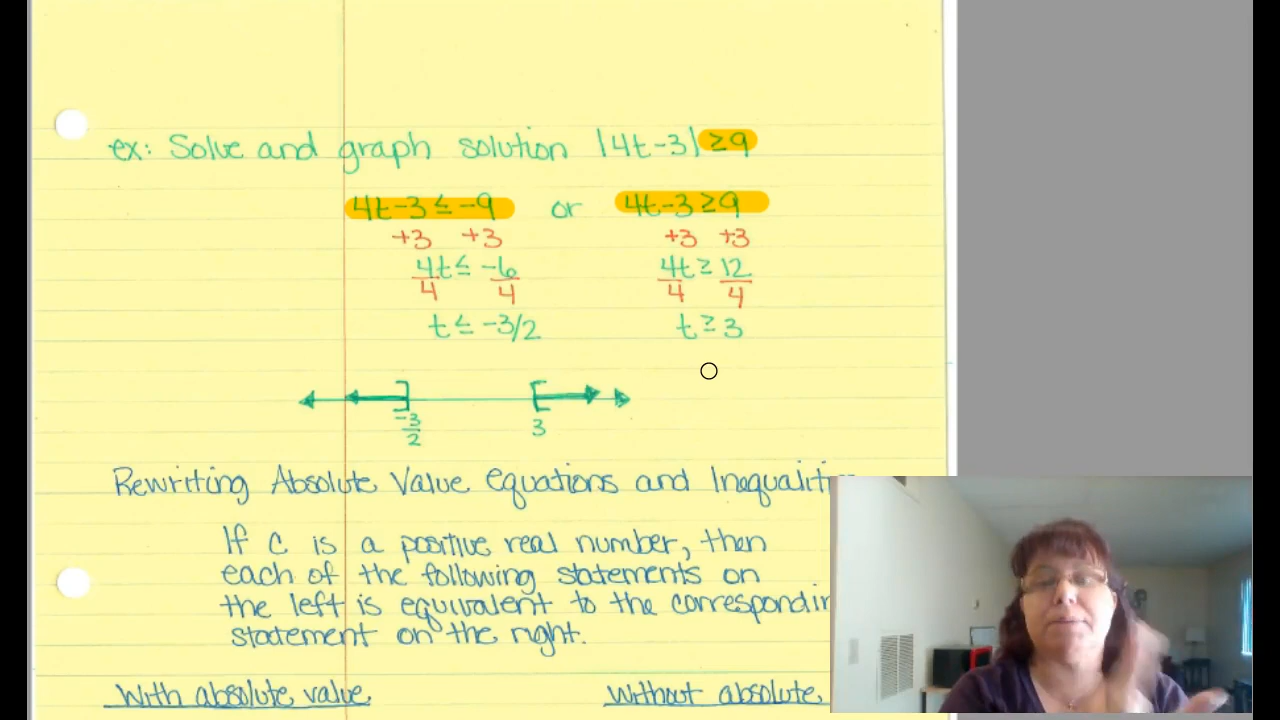 ex: Solve and graph solution |4t-3| ≥9
4t-3 ≤ -9 or 4t-3 ≥9
+3 +3 +3 +3
4t ≤ -6 4t ≥ 12
4 4 4 4
t ≤ -3/2 t ≥ 3
-3/2 3
Rewriting Absolute Value Equations and
If C is a positive real number, then
each of the following statements on
the left is equivalent to the
statement on the right.
With absolute value without absolute